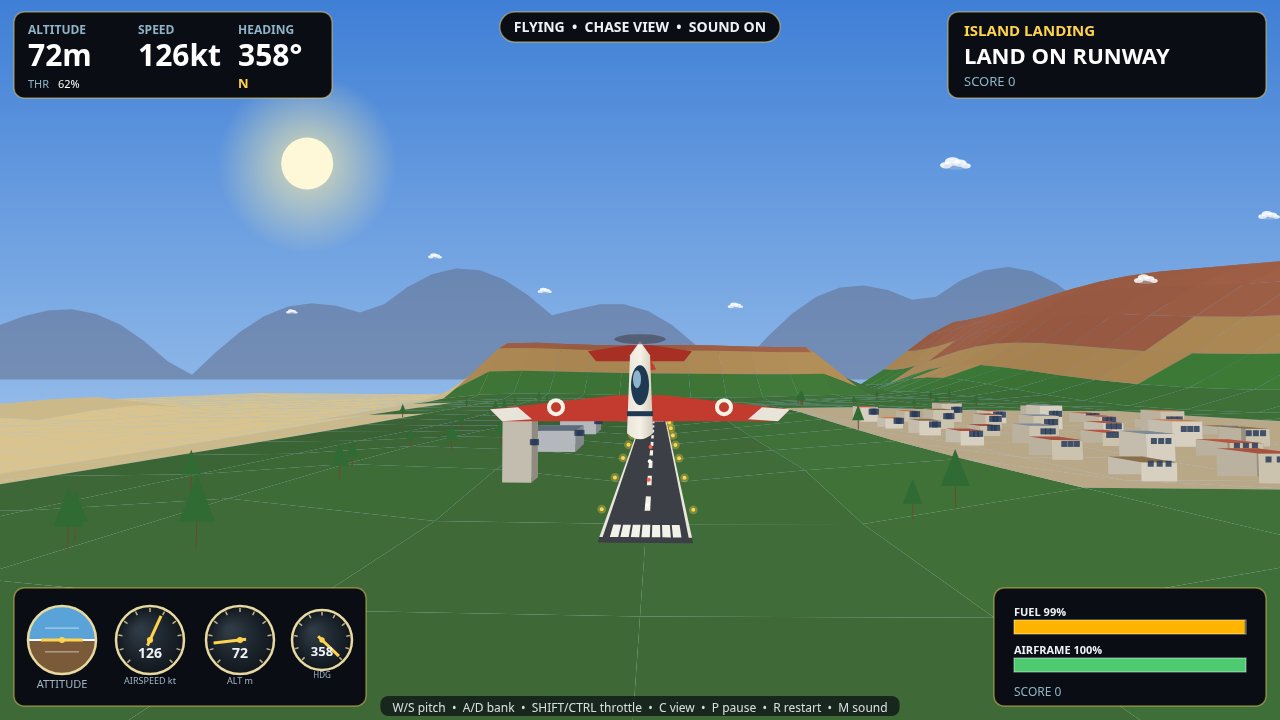 ALTITUDE SPEED HEADING
72m 126kt 358°
THR 62% N
FLYING • CHASE VIEW • SOUND ON
ISLAND LANDING
LAND ON RUNWAY
SCORE 0
126 72 358
ATTITUDE AIRSPEED kt ALT m HDG
FUEL 99%
AIRFRAME 100%
SCORE 0
W/S pitch • A/D bank • SHIFT/CTRL throttle • C view • P pause • R restart • M sound